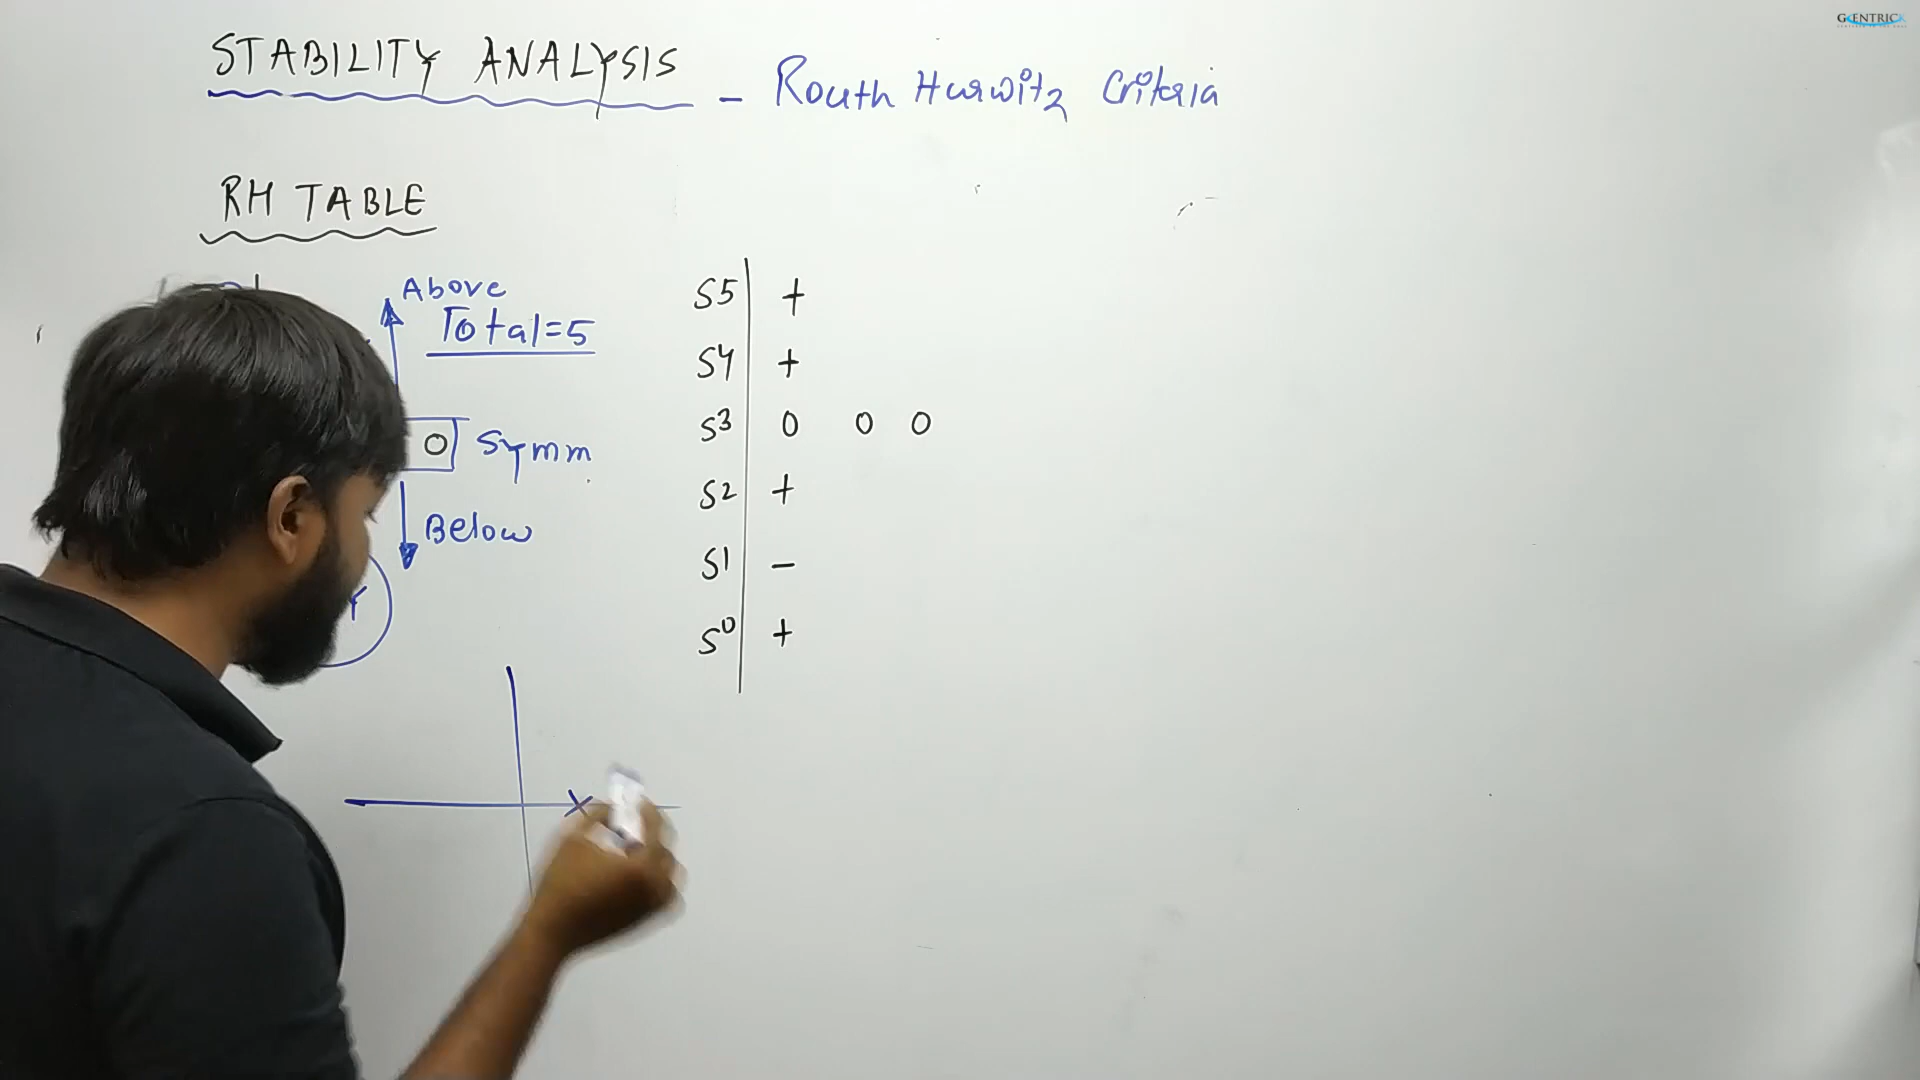 GCENTRICK
STABILITY ANALYSIS - Routh Hurwitz Criteria
RH TABLE
Above
Total=5
0 Symm
Below
S5 +
S4 +
S3 0 0 0
S2 +
S1 -
S0 +